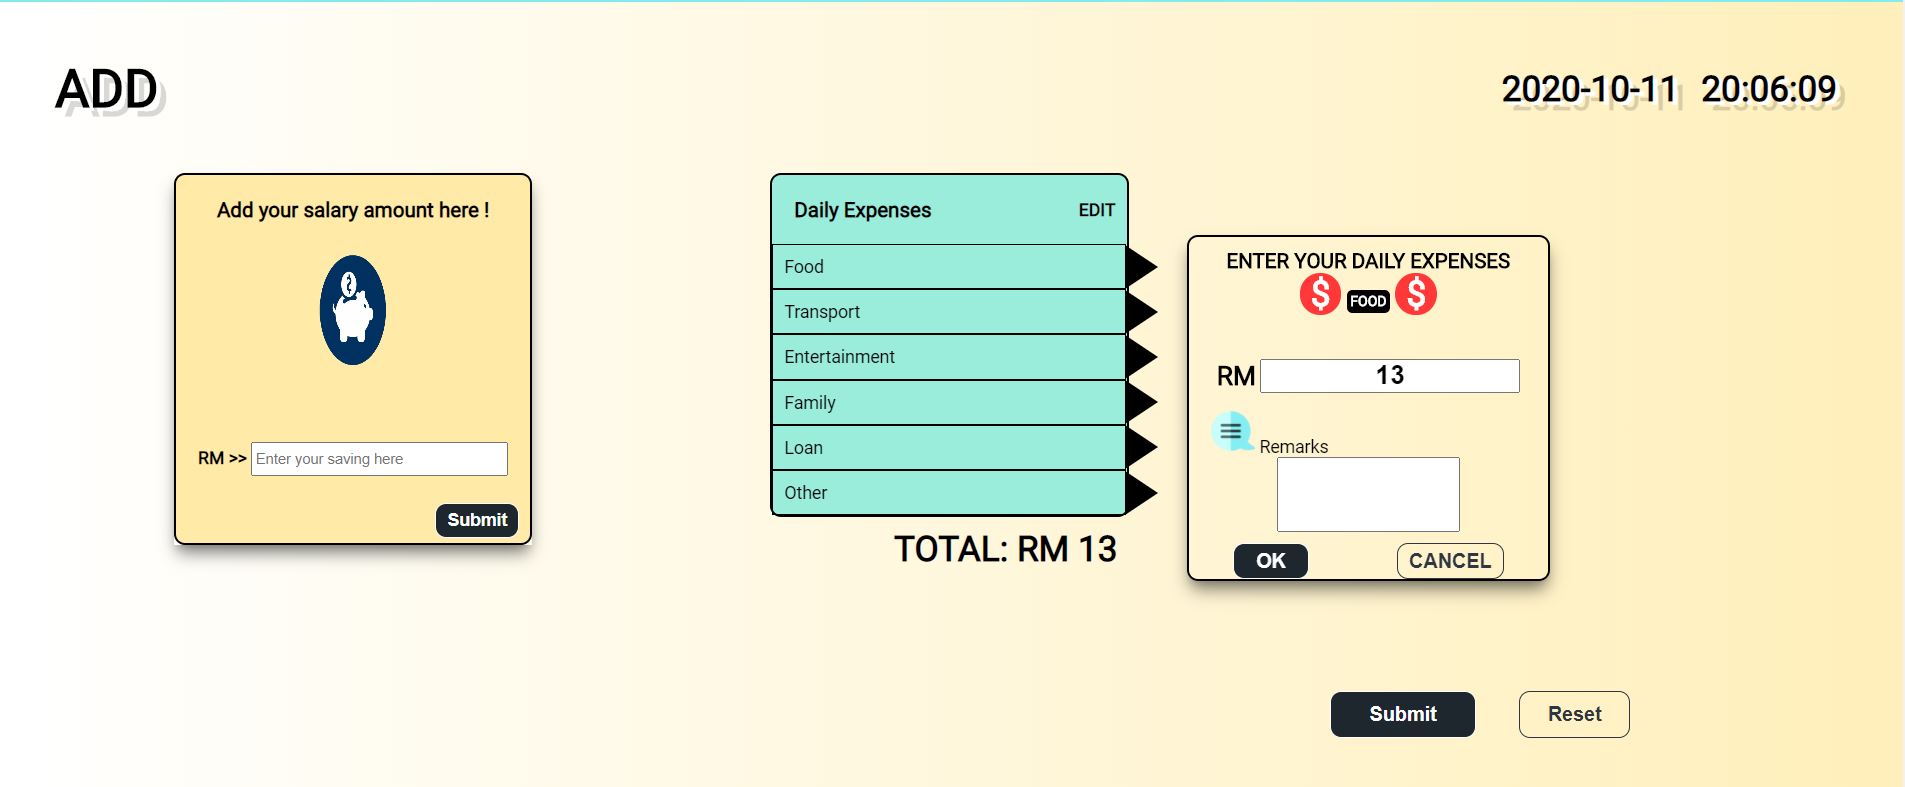 ADD
2020-10-11 20:06:09
Add your salary amount here !
RM >> Enter your saving here
Submit
Daily Expenses EDIT
Food
Transport
Entertainment
Family
Loan
Other
TOTAL: RM 13
ENTER YOUR DAILY EXPENSES
$ FOOD $
RM 13
Remarks
OK CANCEL
Submit Reset